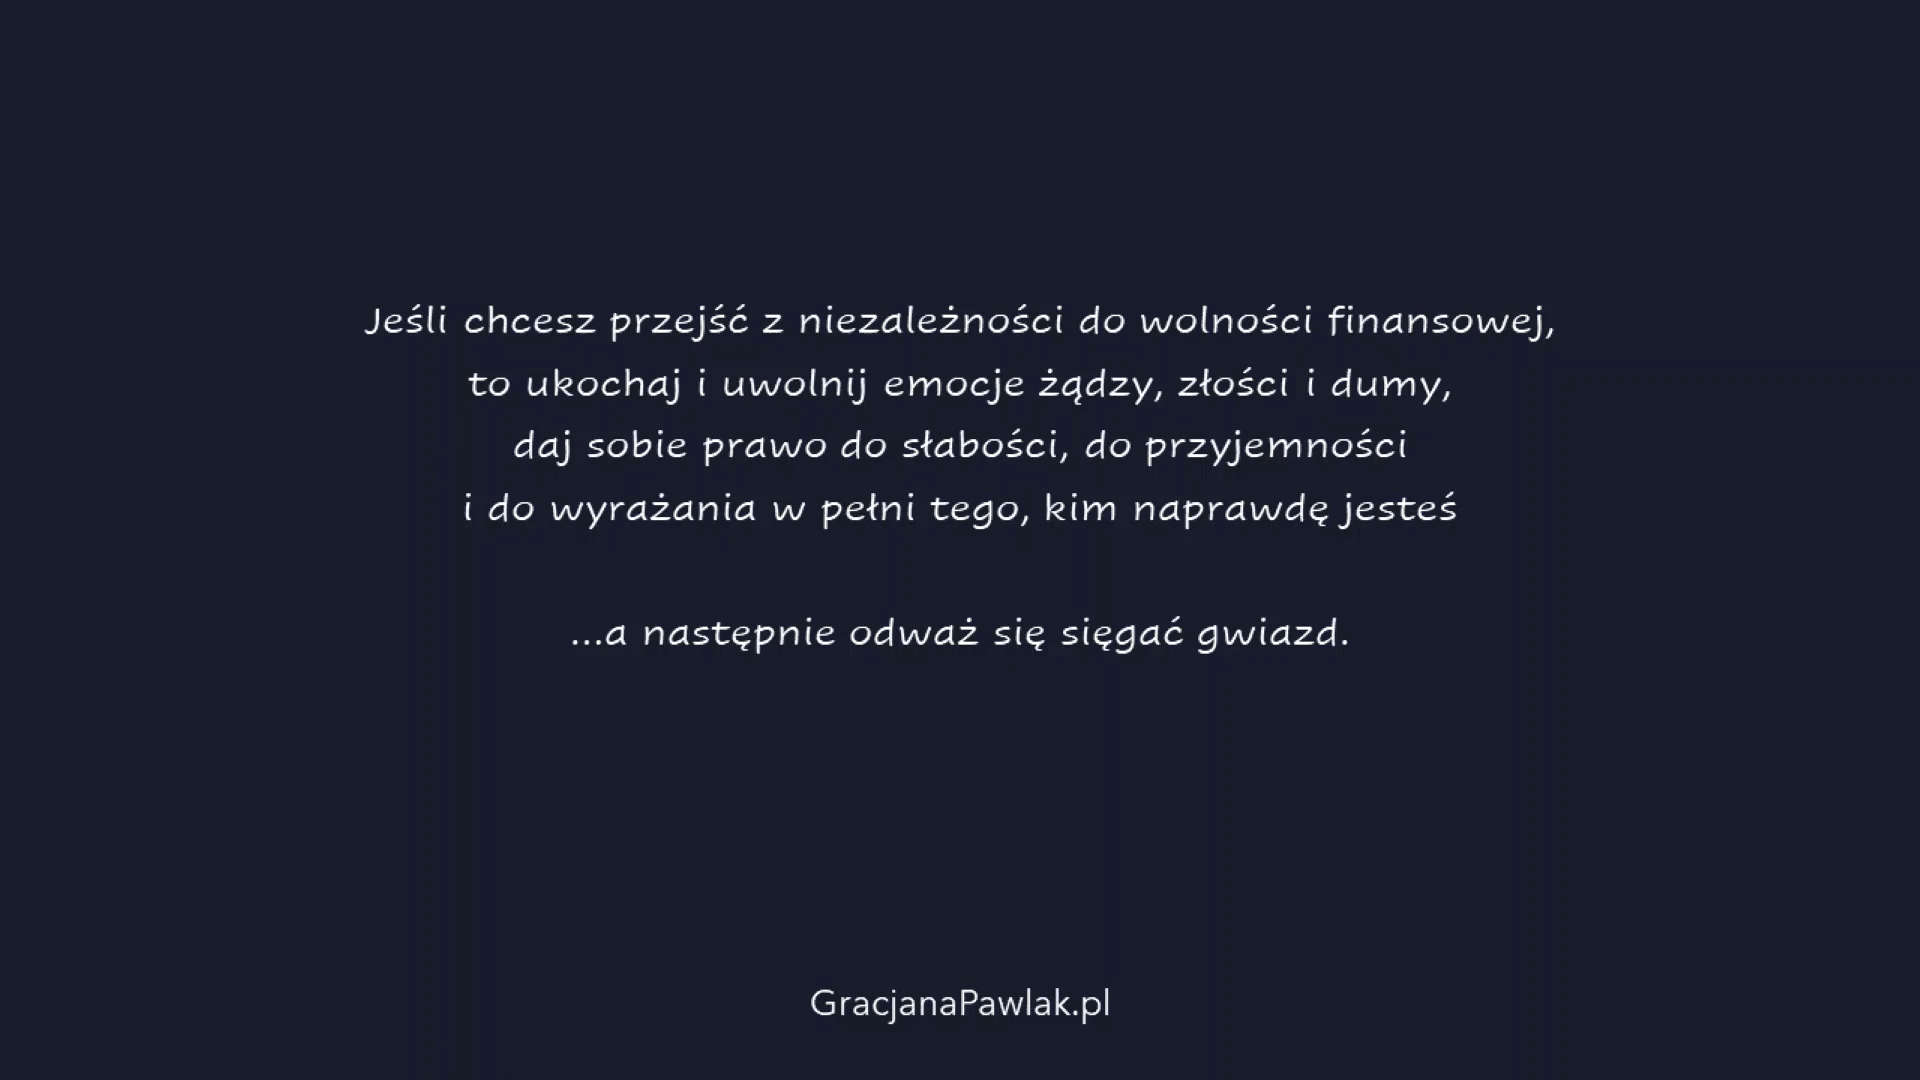 Jeśli chcesz przejść z niezależności do wolności finansowej,
to ukochaj i uwolnij emocje żądzy, złości i dumy,
daj sobie prawo do słabości, do przyjemności
i do wyrażania w pełni tego, kim naprawdę jesteś
...a następnie odważ się sięgać gwiazd.
GracjanaPawlak.pl